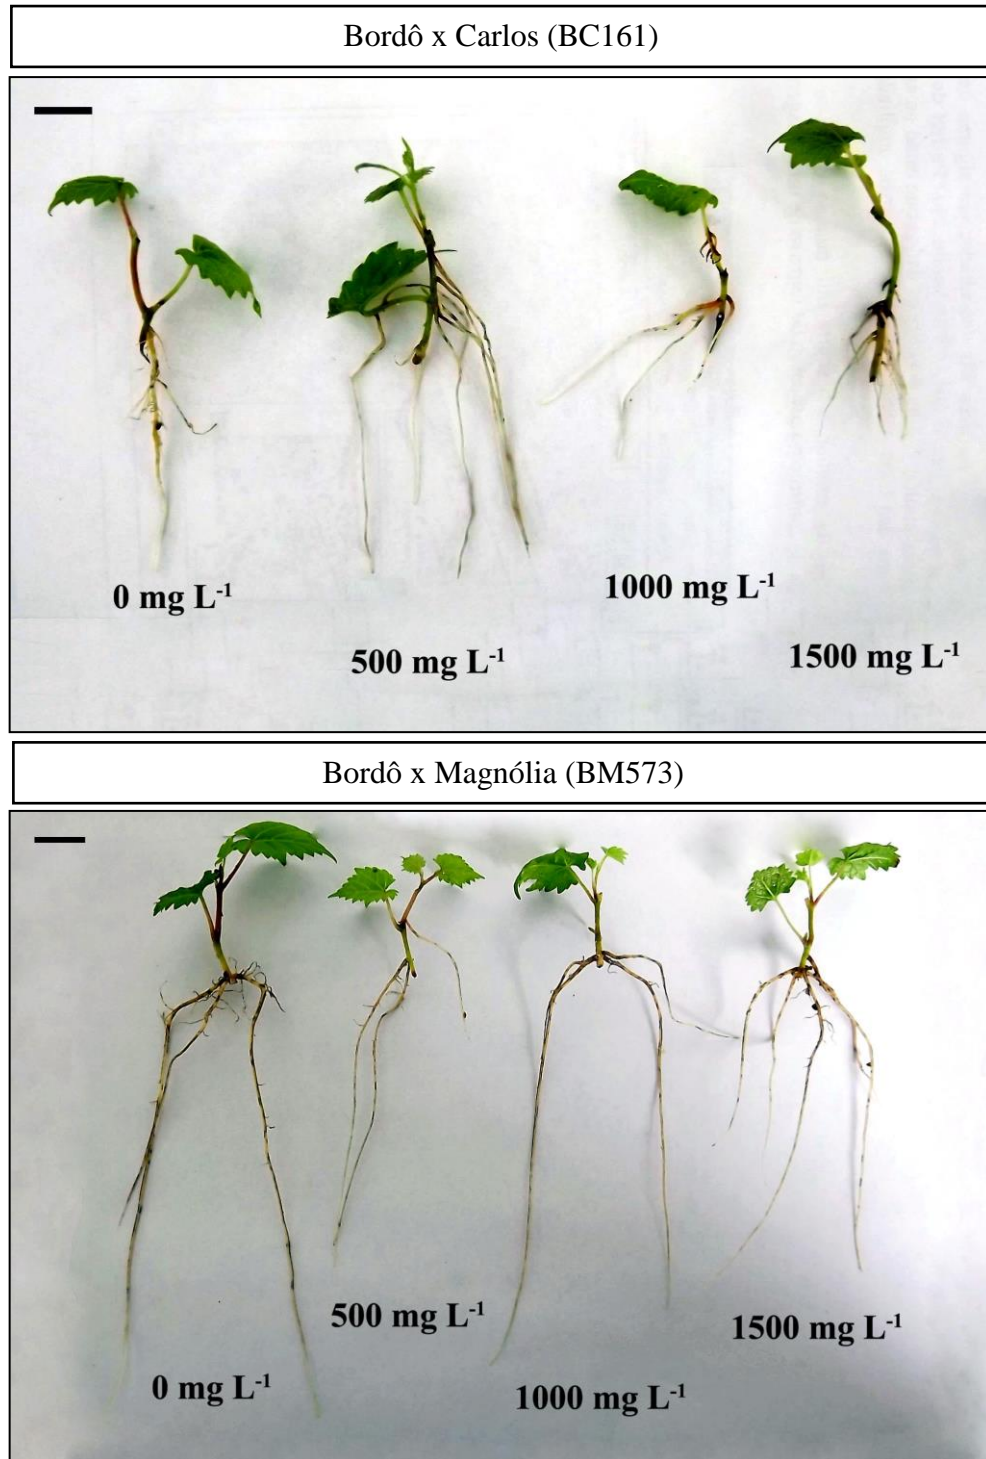 Bordô x Carlos (BC161)
0 mg L⁻¹
500 mg L⁻¹
1000 mg L⁻¹
1500 mg L⁻¹
Bordô x Magnólia (BM573)
0 mg L⁻¹
500 mg L⁻¹
1000 mg L⁻¹
1500 mg L⁻¹